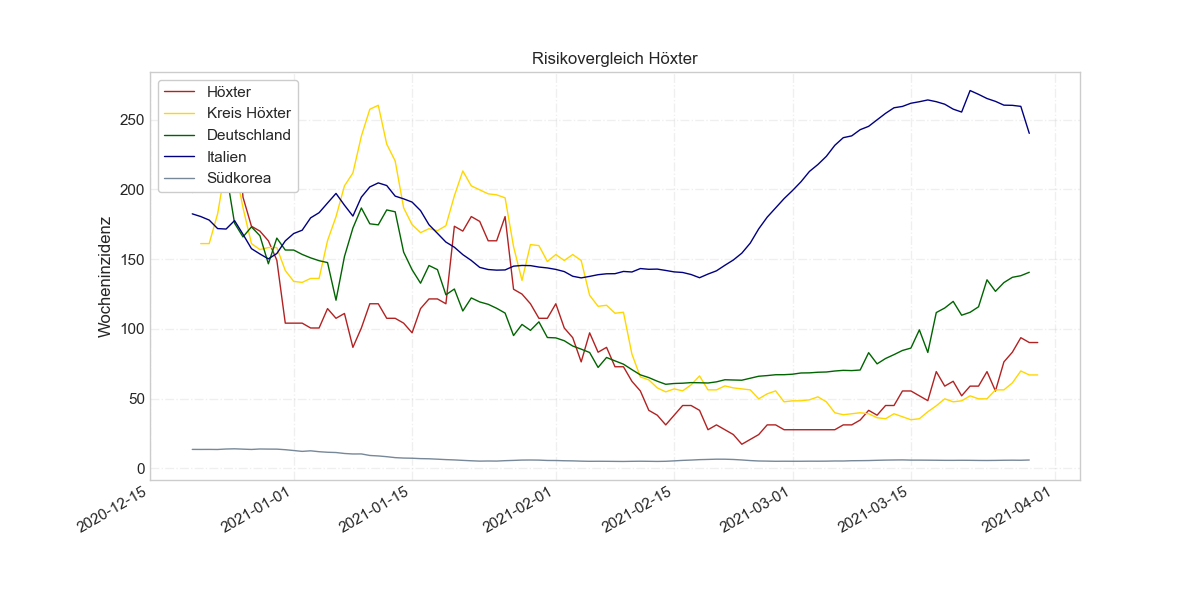 Risikovergleich Höxter
Höxter
Kreis Höxter
Deutschland
Italien
Südkorea
Wocheninzidenz
250
200
150
100
50
0
2020-12-15
2021-01-01
2021-01-15
2021-02-01
2021-02-15
2021-03-01
2021-03-15
2021-04-01